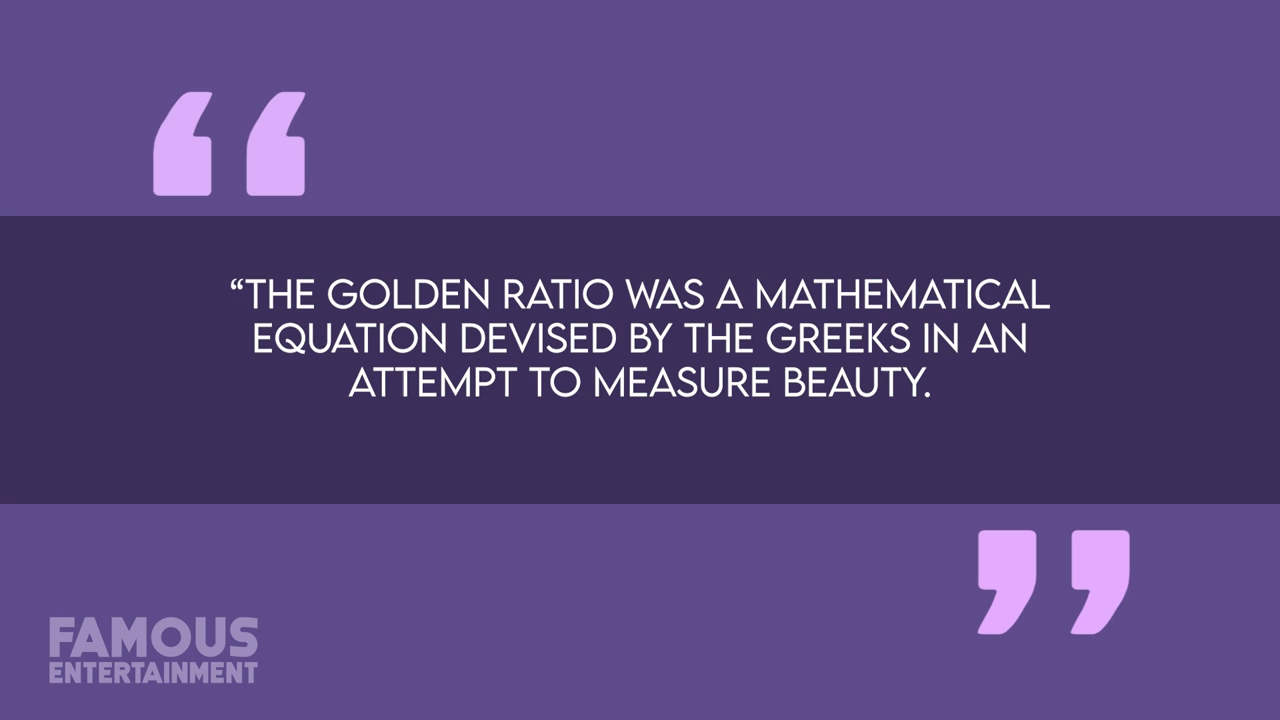 “THE GOLDEN RATIO WAS A MATHEMATICAL
EQUATION DEVISED BY THE GREEKS IN AN
ATTEMPT TO MEASURE BEAUTY.
FAMOUS
ENTERTAINMENT